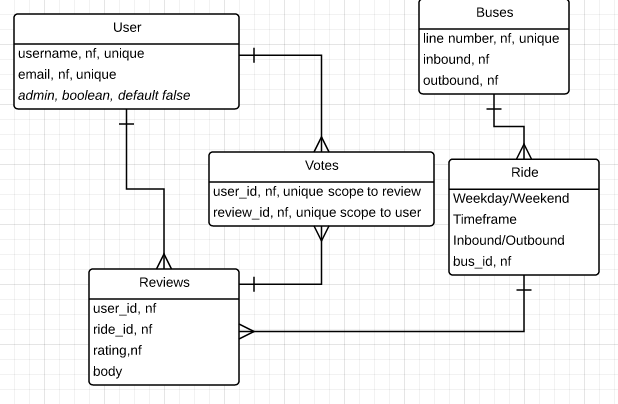 User
username, nf, unique
email, nf, unique
admin, boolean, default false
Buses
line number, nf, unique
inbound, nf
outbound, nf
Votes
user_id, nf, unique scope to review
review_id, nf, unique scope to user
Ride
Weekday/Weekend
Timeframe
Inbound/Outbound
bus_id, nf
Reviews
user_id, nf
ride_id, nf
rating,nf
body